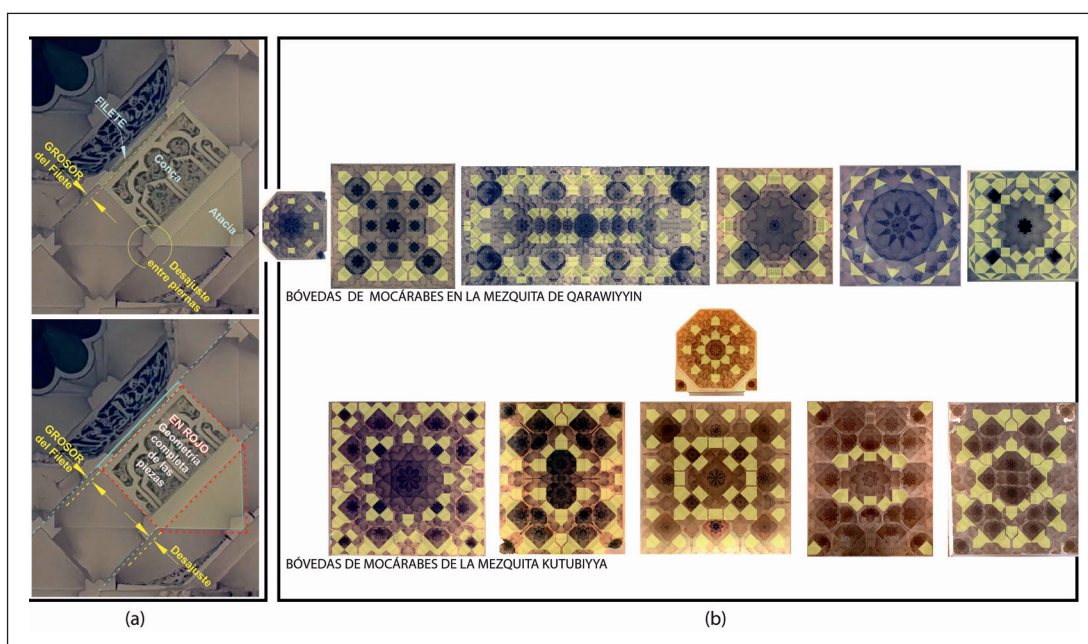 FILETE
GROSOR
del Filete
Conça
Atacia
Desajuste
entre piernas
GROSOR
del Filete
EN ROJO
Geometría
completa
de las
piezas
Desajuste
(a)
BÓVEDAS DE MOCÁRABES EN LA MEZQUITA DE QARAWIYYIN
BÓVEDAS DE MOCÁRABES DE LA MEZQUITA KUTUBIYYA
(b)